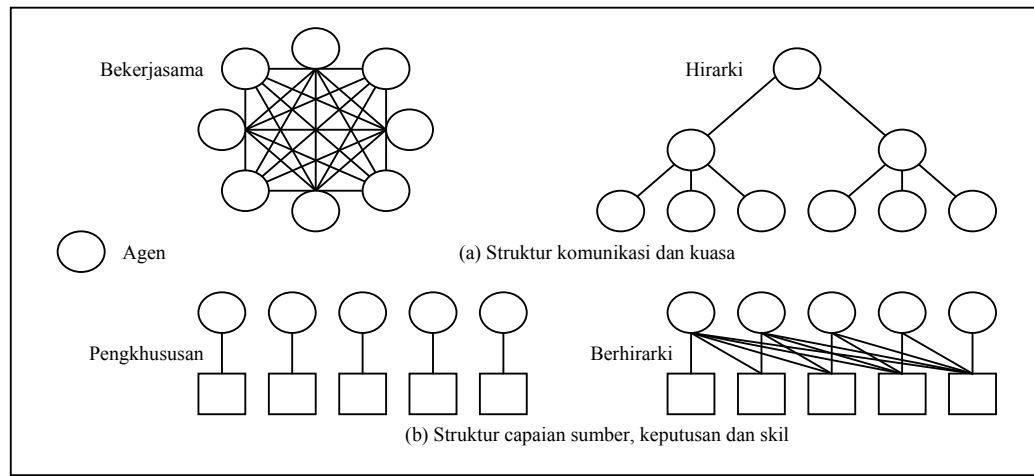 Bekerjasama
Hirarki
(a) Struktur komunikasi dan kuasa
Agen
Pengkhususan
Berhirarki
(b) Struktur capaian sumber, keputusan dan skil